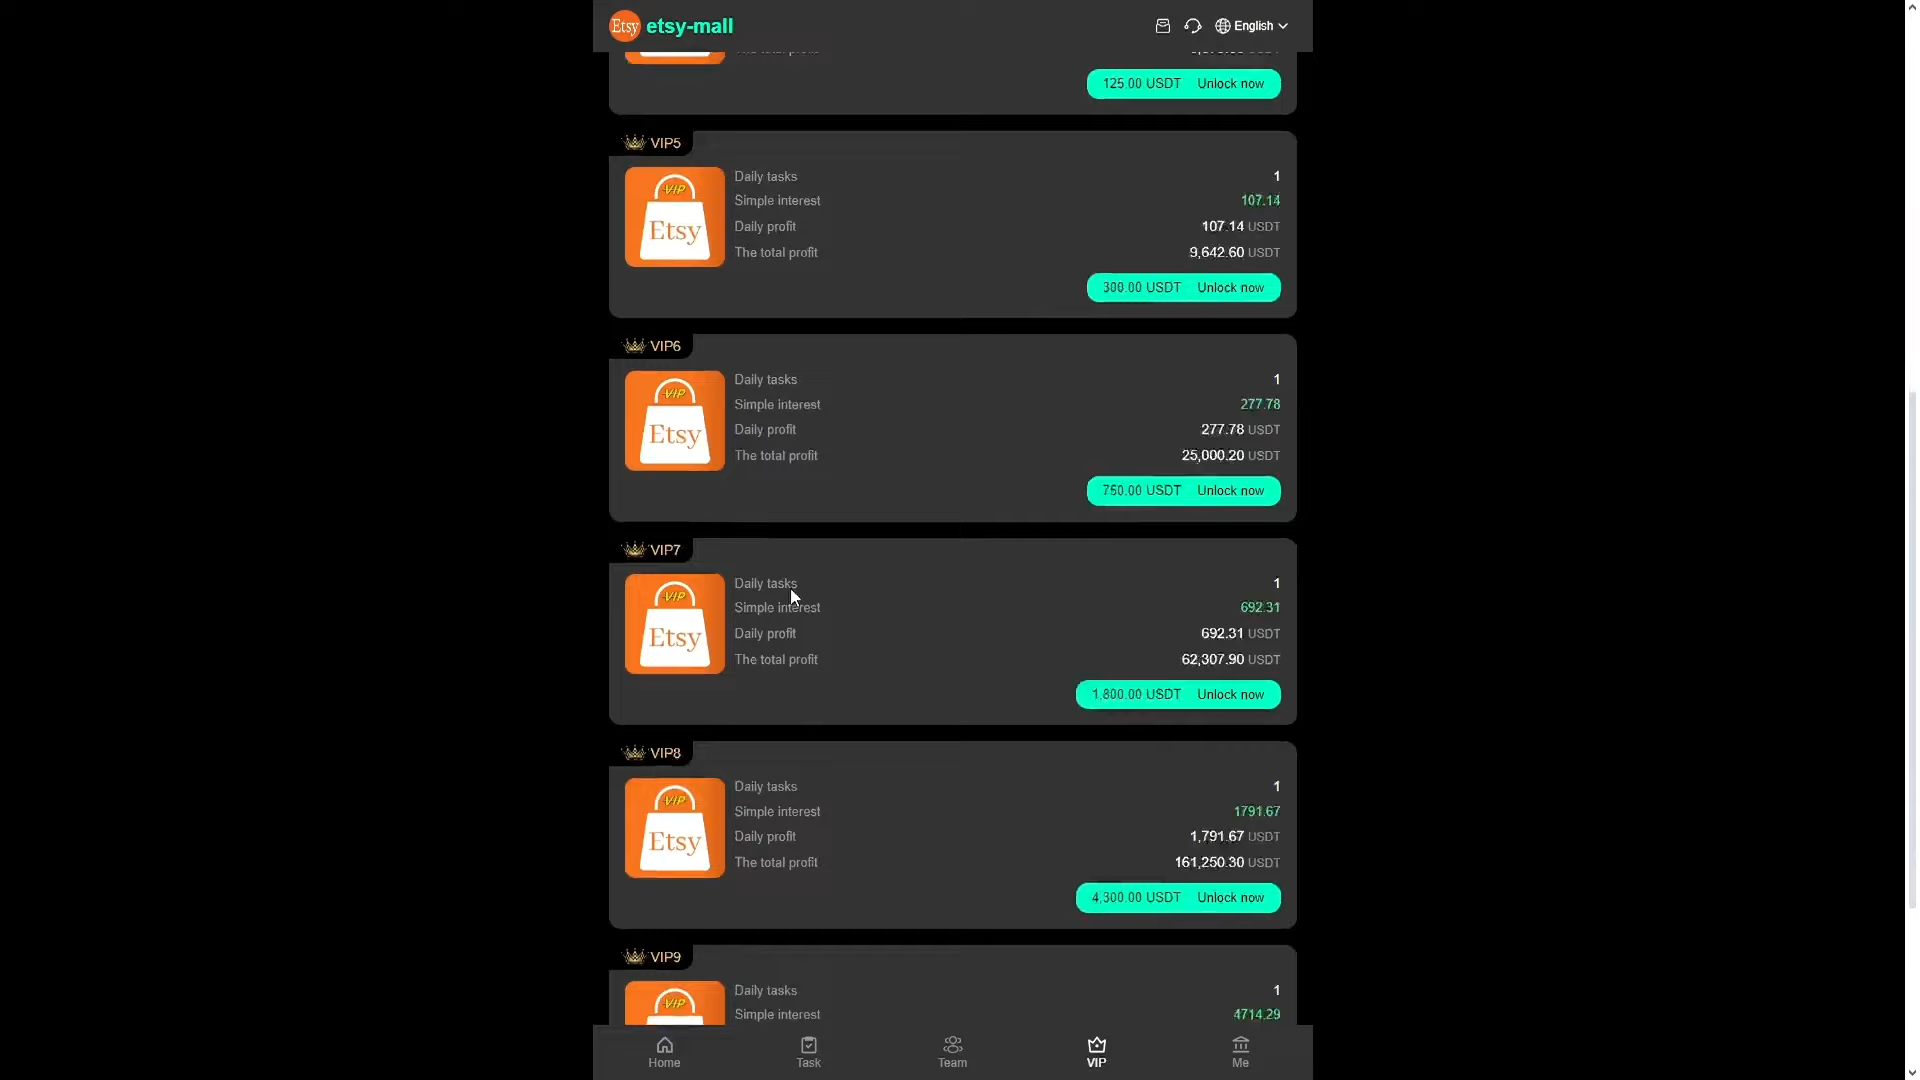 Etsy etsy-mall English
125.00 USDT Unlock now
VIP5
VIP
Etsy
Daily tasks 1
Simple interest 107.14
Daily profit 107.14 USDT
The total profit 9,642.60 USDT
300.00 USDT Unlock now
VIP6
VIP
Etsy
Daily tasks 1
Simple interest 277.78
Daily profit 277.78 USDT
The total profit 25,000.20 USDT
750.00 USDT Unlock now
VIP7
VIP
Etsy
Daily tasks 1
Simple interest 692.31
Daily profit 692.31 USDT
The total profit 62,307.90 USDT
1,800.00 USDT Unlock now
VIP8
VIP
Etsy
Daily tasks 1
Simple interest 1791.67
Daily profit 1,791.67 USDT
The total profit 161,250.30 USDT
4,300.00 USDT Unlock now
VIP9
VIP
Daily tasks 1
Simple interest 4714.29
Home Task Team VIP Me